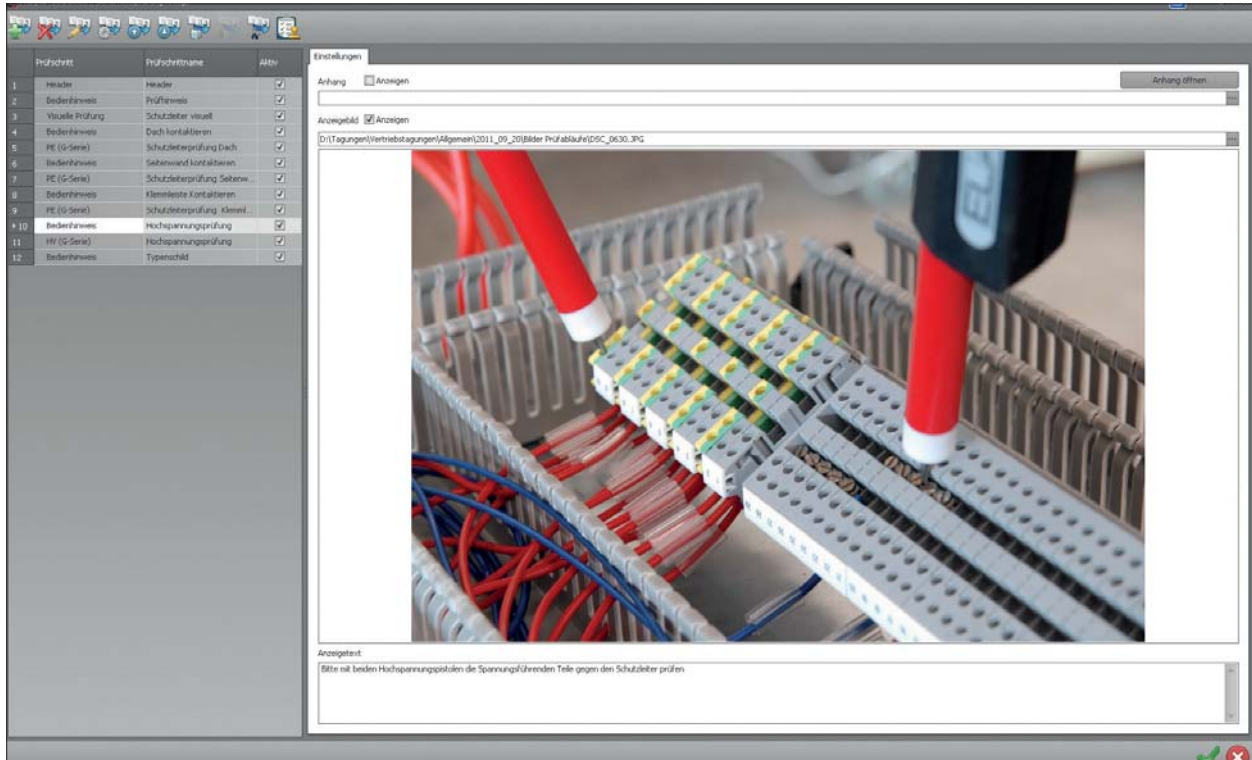 Prüfschritt Prüfschrittname Aktiv
1 Header Header
2 Bedienhinweis Prüfhinweis
3 Visuelle Prüfung Schutzleiter visuell
4 Bedienhinweis Dach kontaktieren
5 PE (G-Serie) Schutzleiterprüfung Dach
6 Bedienhinweis Seitenwand kontaktieren
7 PE (G-Serie) Schutzleiterprüfung Seitenw...
8 Bedienhinweis Klemmleiste Kontaktieren
9 PE (G-Serie) Schutzleiterprüfung Klemml...
10 Bedienhinweis Hochspannungsprüfung
11 HV (G-Serie) Hochspannungsprüfung
12 Bedienhinweis Typenschild
Einstellungen
Anhang Anzeigen Anhang öffnen
Anzeigebild Anzeigen
D:\Tagungen\Vertriebstagungen\Allgemein\2011_09_20\Bilder Prüfabläufe\DSC_0630.JPG
Anzeigetext
Bitte mit beiden Hochspannungspistolen die Spannungsführenden Teile gegen den Schutzleiter prüfen